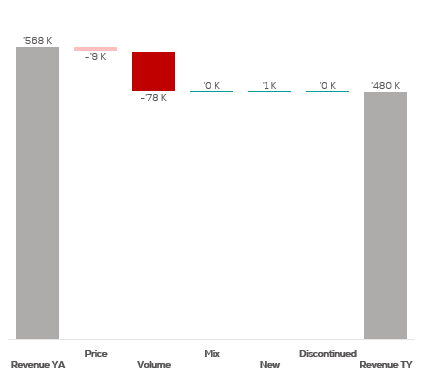 '568 K
-'9 K
-'78 K
'0 K
'1 K
'0 K
'480 K
Price
Mix
Discontinued
Revenue YA
Volume
New
Revenue TY